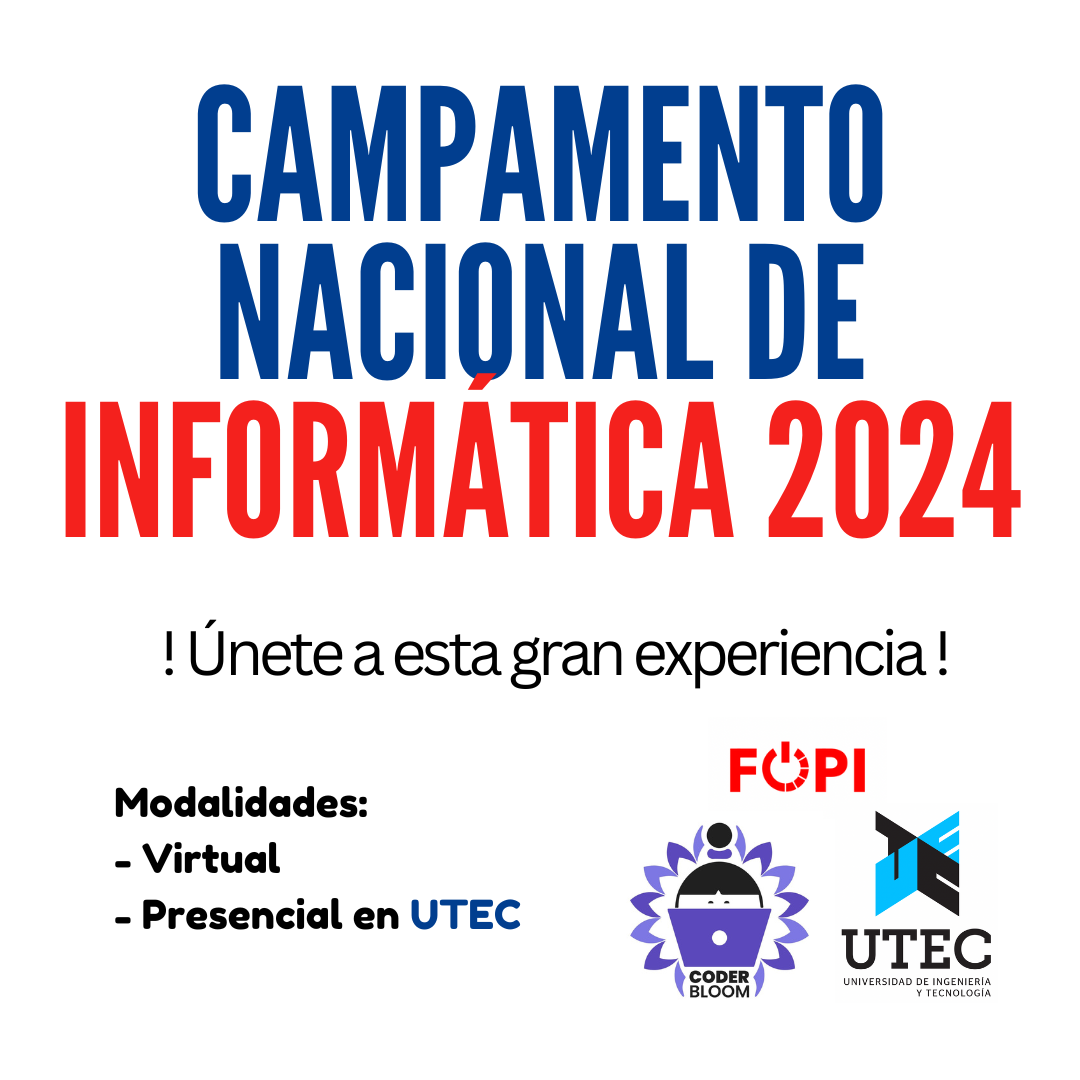 CAMPAMENTO
NACIONAL DE
INFORMÁTICA 2024
! Únete a esta gran experiencia !
Modalidades:
- Virtual
- Presencial en UTEC
FOPI
CODER
BLOOM
UTEC
UTEC
UNIVERSIDAD DE INGENIERÍA
Y TECNOLOGÍA